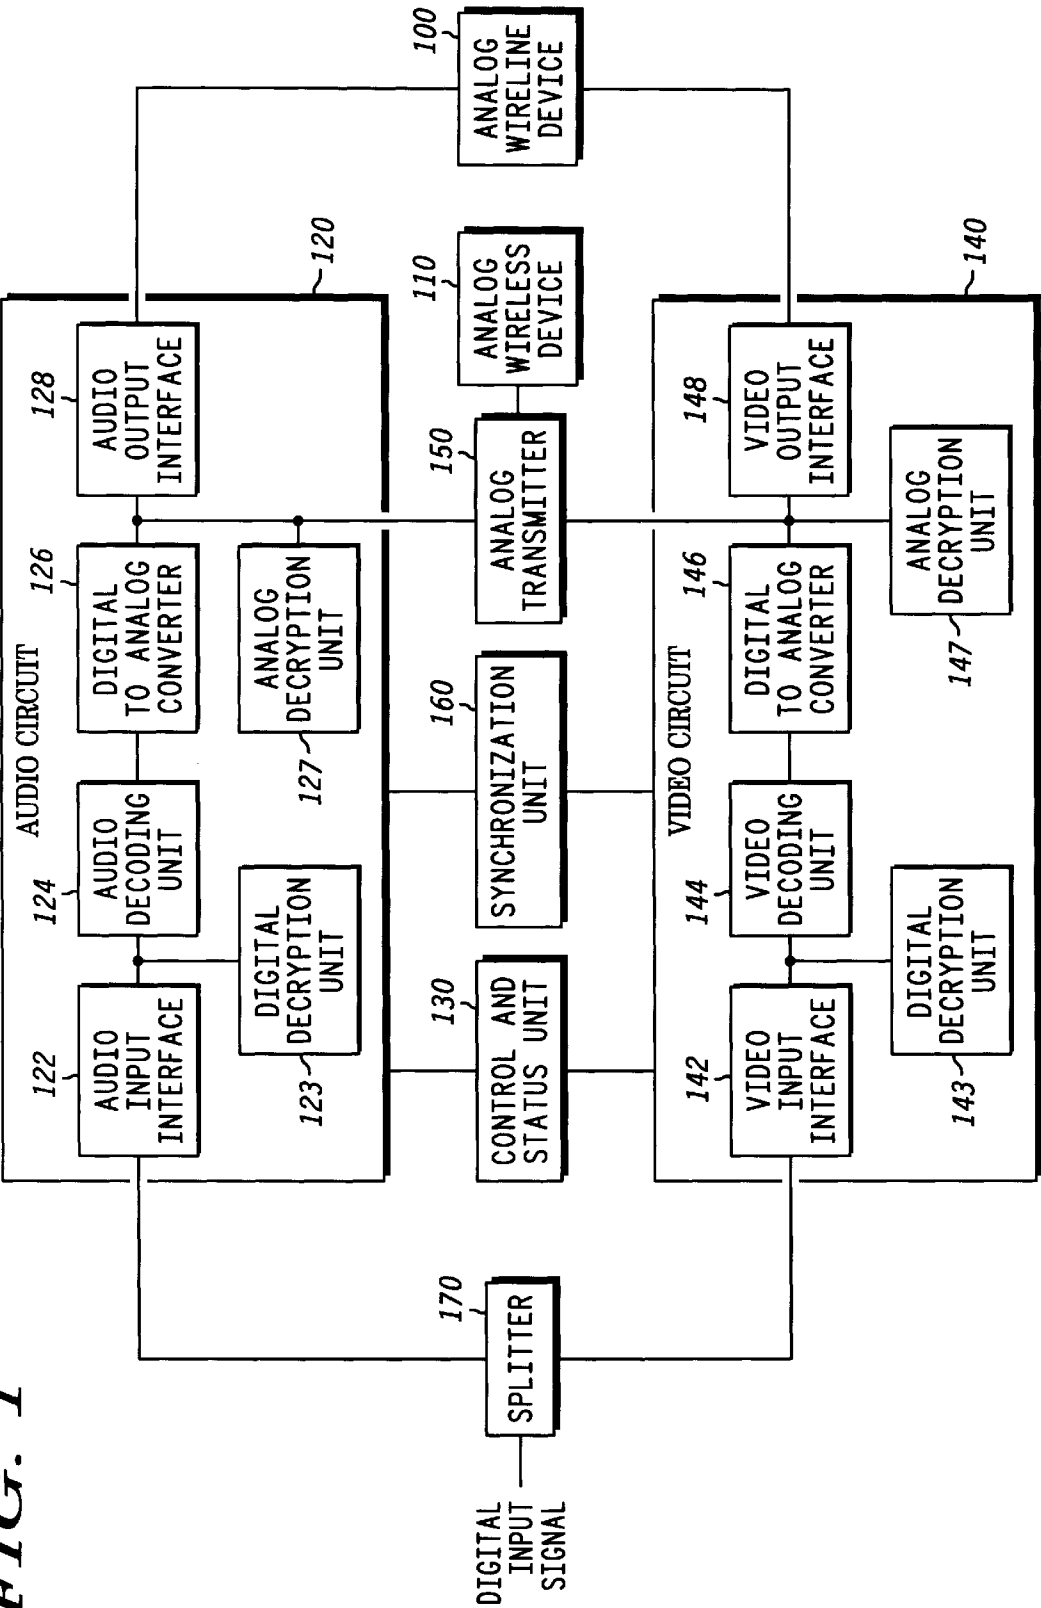 FIG. 1
DIGITAL
INPUT
SIGNAL
170
SPLITTER
AUDIO CIRCUIT
120
122
AUDIO
INPUT
INTERFACE
124
AUDIO
DECODING
UNIT
126
DIGITAL
TO ANALOG
CONVERTER
128
AUDIO
OUTPUT
INTERFACE
123
DIGITAL
DECRYPTION
UNIT
127
ANALOG
DECRYPTION
UNIT
130
CONTROL AND
STATUS UNIT
160
SYNCHRONIZATION
UNIT
150
ANALOG
TRANSMITTER
110
ANALOG
WIRELESS
DEVICE
100
ANALOG
WIRELINE
DEVICE
VIDEO CIRCUIT
140
142
VIDEO
INPUT
INTERFACE
144
VIDEO
DECODING
UNIT
146
DIGITAL
TO ANALOG
CONVERTER
148
VIDEO
OUTPUT
INTERFACE
143
DIGITAL
DECRYPTION
UNIT
147
ANALOG
DECRYPTION
UNIT